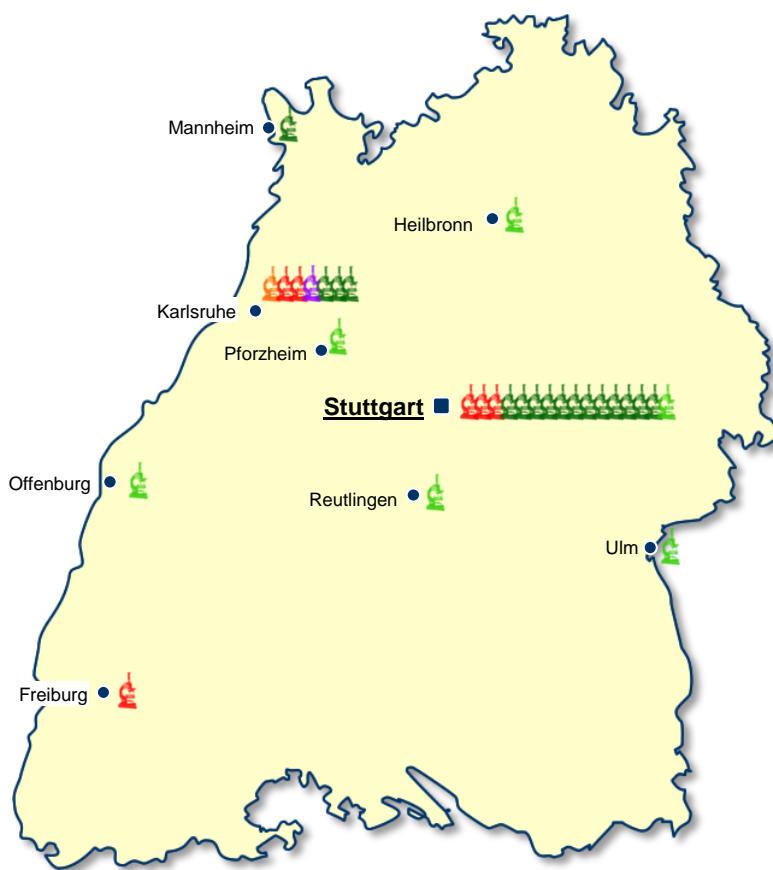 Mannheim
Heilbronn
Karlsruhe
Pforzheim
Stuttgart
Offenburg
Reutlingen
Ulm
Freiburg